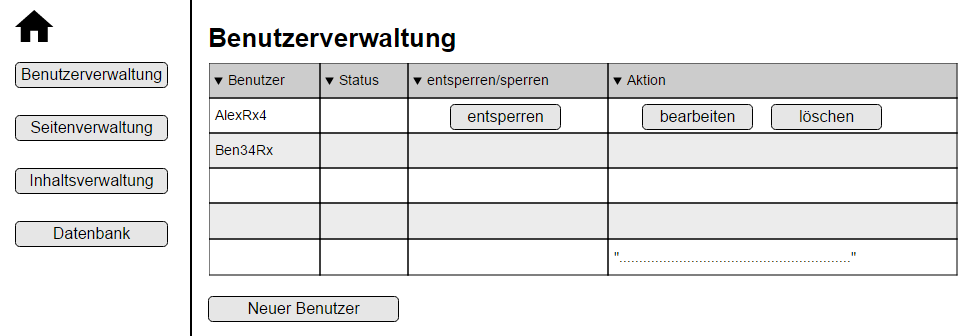 Benutzerverwaltung
Seitenverwaltung
Inhaltsverwaltung
Datenbank
Benutzerverwaltung
▼ Benutzer ▼ Status ▼ entsperren/sperren ▼ Aktion
AlexRx4 entsperren bearbeiten löschen
Ben34Rx
"..........................................................."
Neuer Benutzer